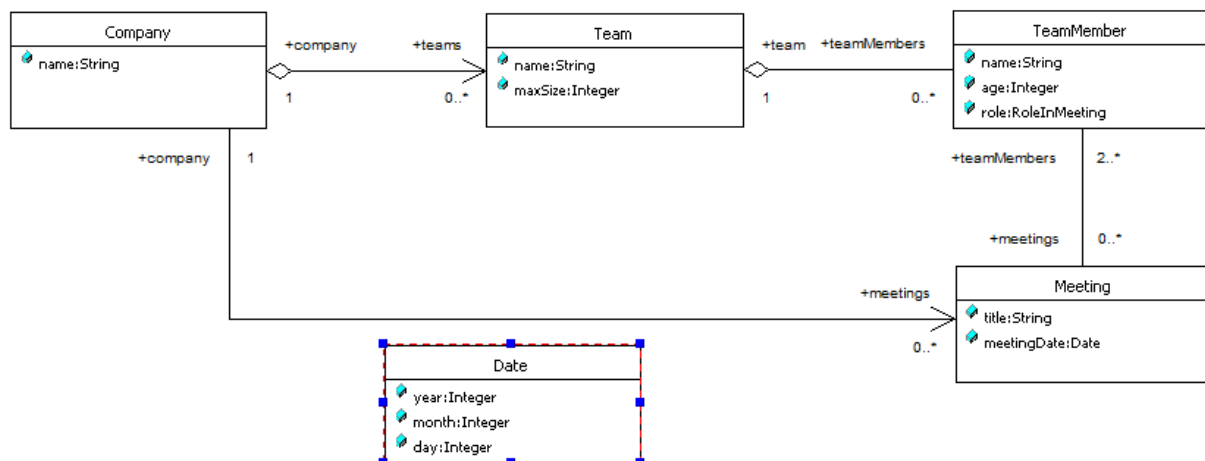 Company
name:String
+company
+teams
1
0..*
Team
name:String
maxSize:Integer
+team
+teamMembers
1
0..*
TeamMember
name:String
age:Integer
role:RoleInMeeting
+company
1
+teamMembers
2..*
+meetings
0..*
+meetings
0..*
Meeting
title:String
meetingDate:Date
Date
year:Integer
month:Integer
day:Integer